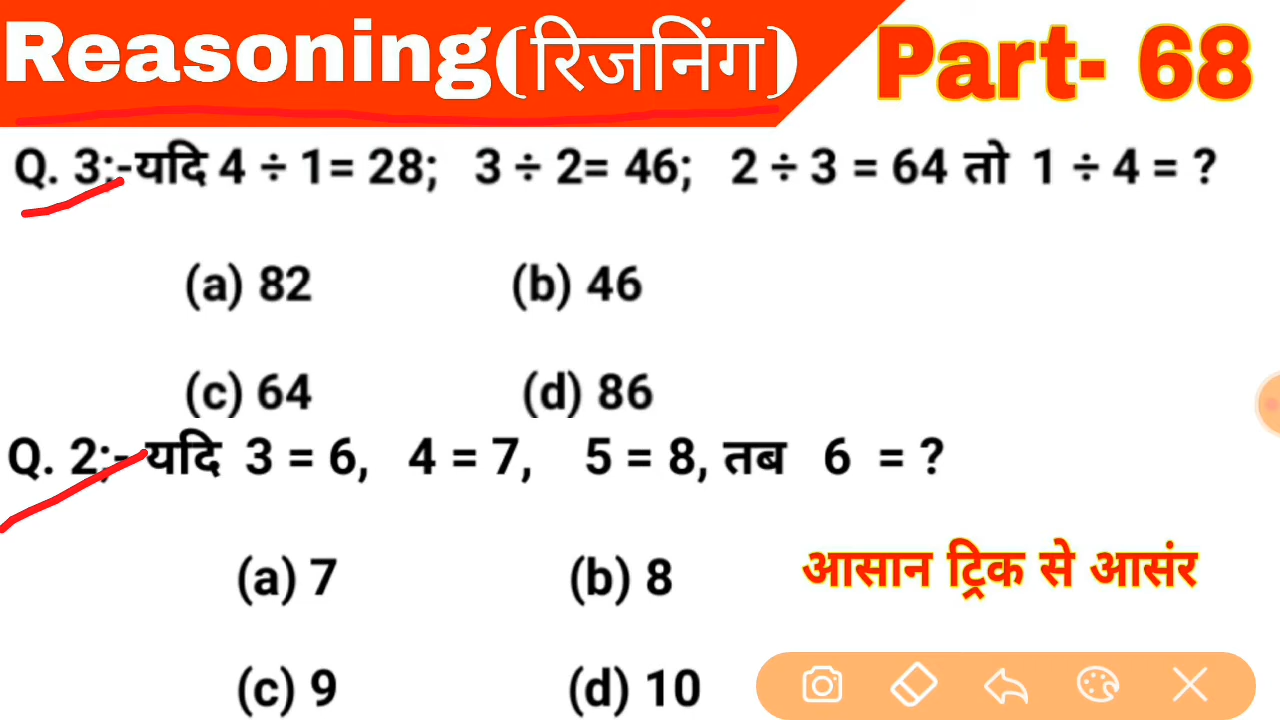 Reasoning(रिजनिंग) Part- 68
Q. 3:-यदि 4 ÷ 1= 28; 3 ÷ 2= 46; 2 ÷ 3 = 64 तो 1 ÷ 4 = ?
(a) 82 (b) 46
(c) 64 (d) 86
Q. 2;- यदि 3 = 6, 4 = 7, 5 = 8, तब 6 = ?
(a) 7 (b) 8
आसान ट्रिक से आसंर
(c) 9 (d) 10